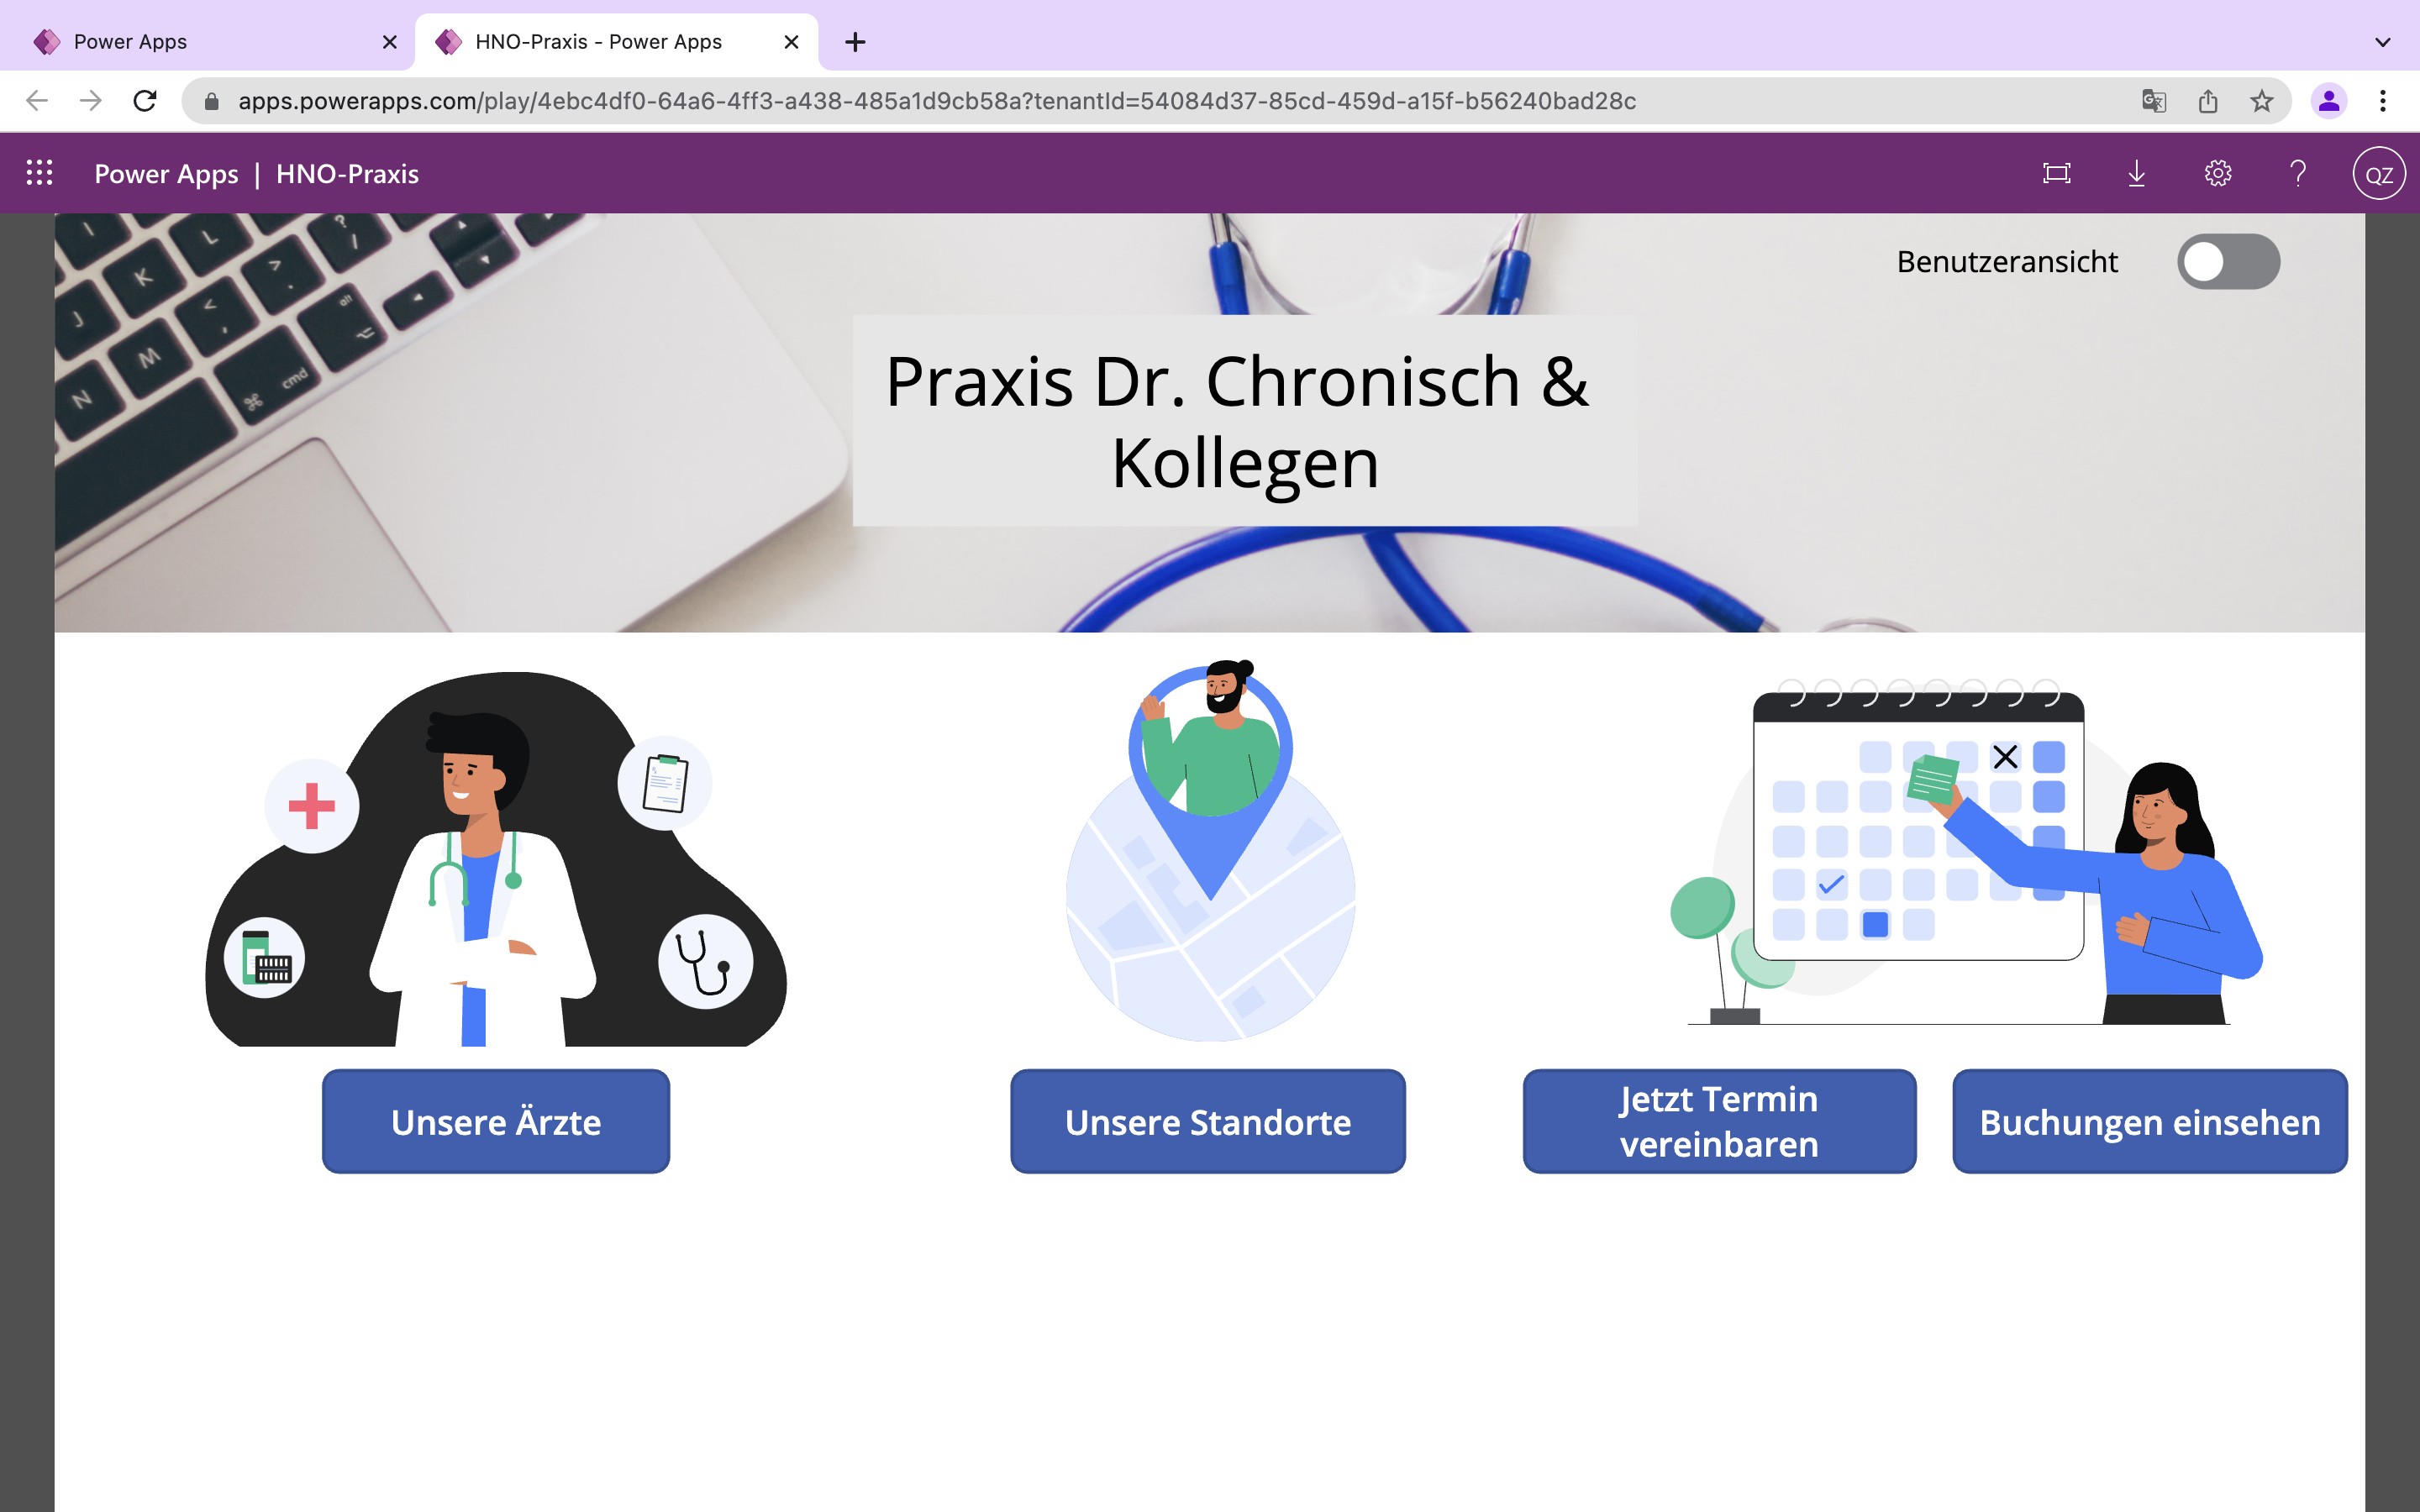 Power Apps
HNO-Praxis - Power Apps
apps.powerapps.com/play/4ebc4df0-64a6-4ff3-a438-485a1d9cb58a?tenantId=54084d37-85cd-459d-a15f-b56240bad28c
Power Apps | HNO-Praxis
QZ
Benutzeransicht
Praxis Dr. Chronisch &
Kollegen
I L ? /
J K > .
N M < , alt
⌘ cmd
Unsere Ärzte
Unsere Standorte
Jetzt Termin
vereinbaren
Buchungen einsehen